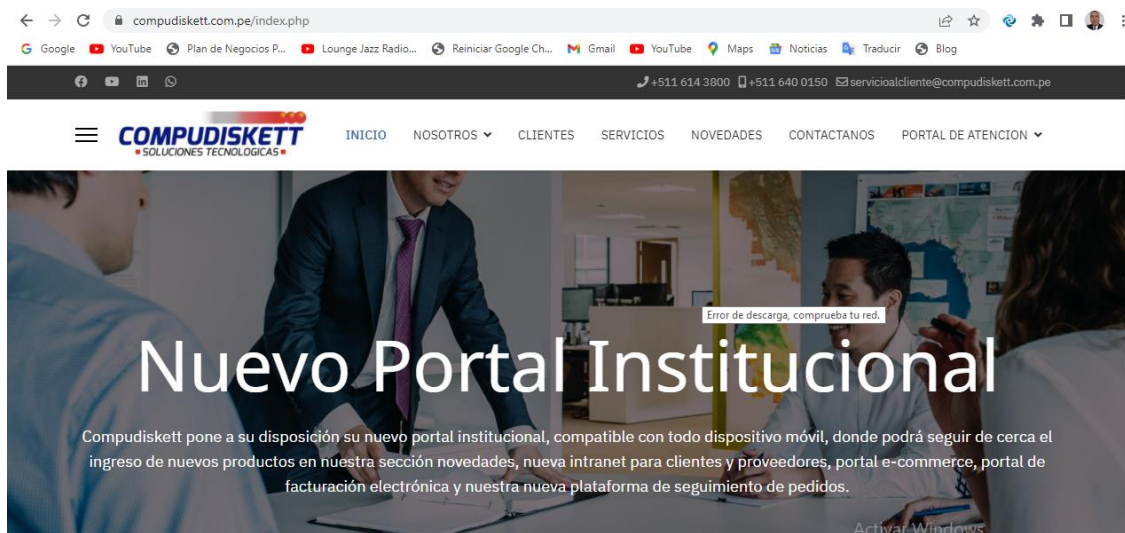 compudiskett.com.pe/index.php
Google YouTube Plan de Negocios P... Lounge Jazz Radio... Reiniciar Google Ch... Gmail YouTube Maps Noticias Traducir Blog
+511 614 3800 +511 640 0150 servicioalcliente@compudiskett.com.pe
COMPUDISKETT
SOLUCIONES TECNOLOGICAS
INICIO NOSOTROS CLIENTES SERVICIOS NOVEDADES CONTACTANOS PORTAL DE ATENCION
Error de descarga, comprueba tu red.
Nuevo Portal Institucional
Compudiskett pone a su disposición su nuevo portal institucional, compatible con todo dispositivo móvil, donde podrá seguir de cerca el
ingreso de nuevos productos en nuestra sección novedades, nueva intranet para clientes y proveedores, portal e-commerce, portal de
facturación electrónica y nuestra nueva plataforma de seguimiento de pedidos.
Activar Windows